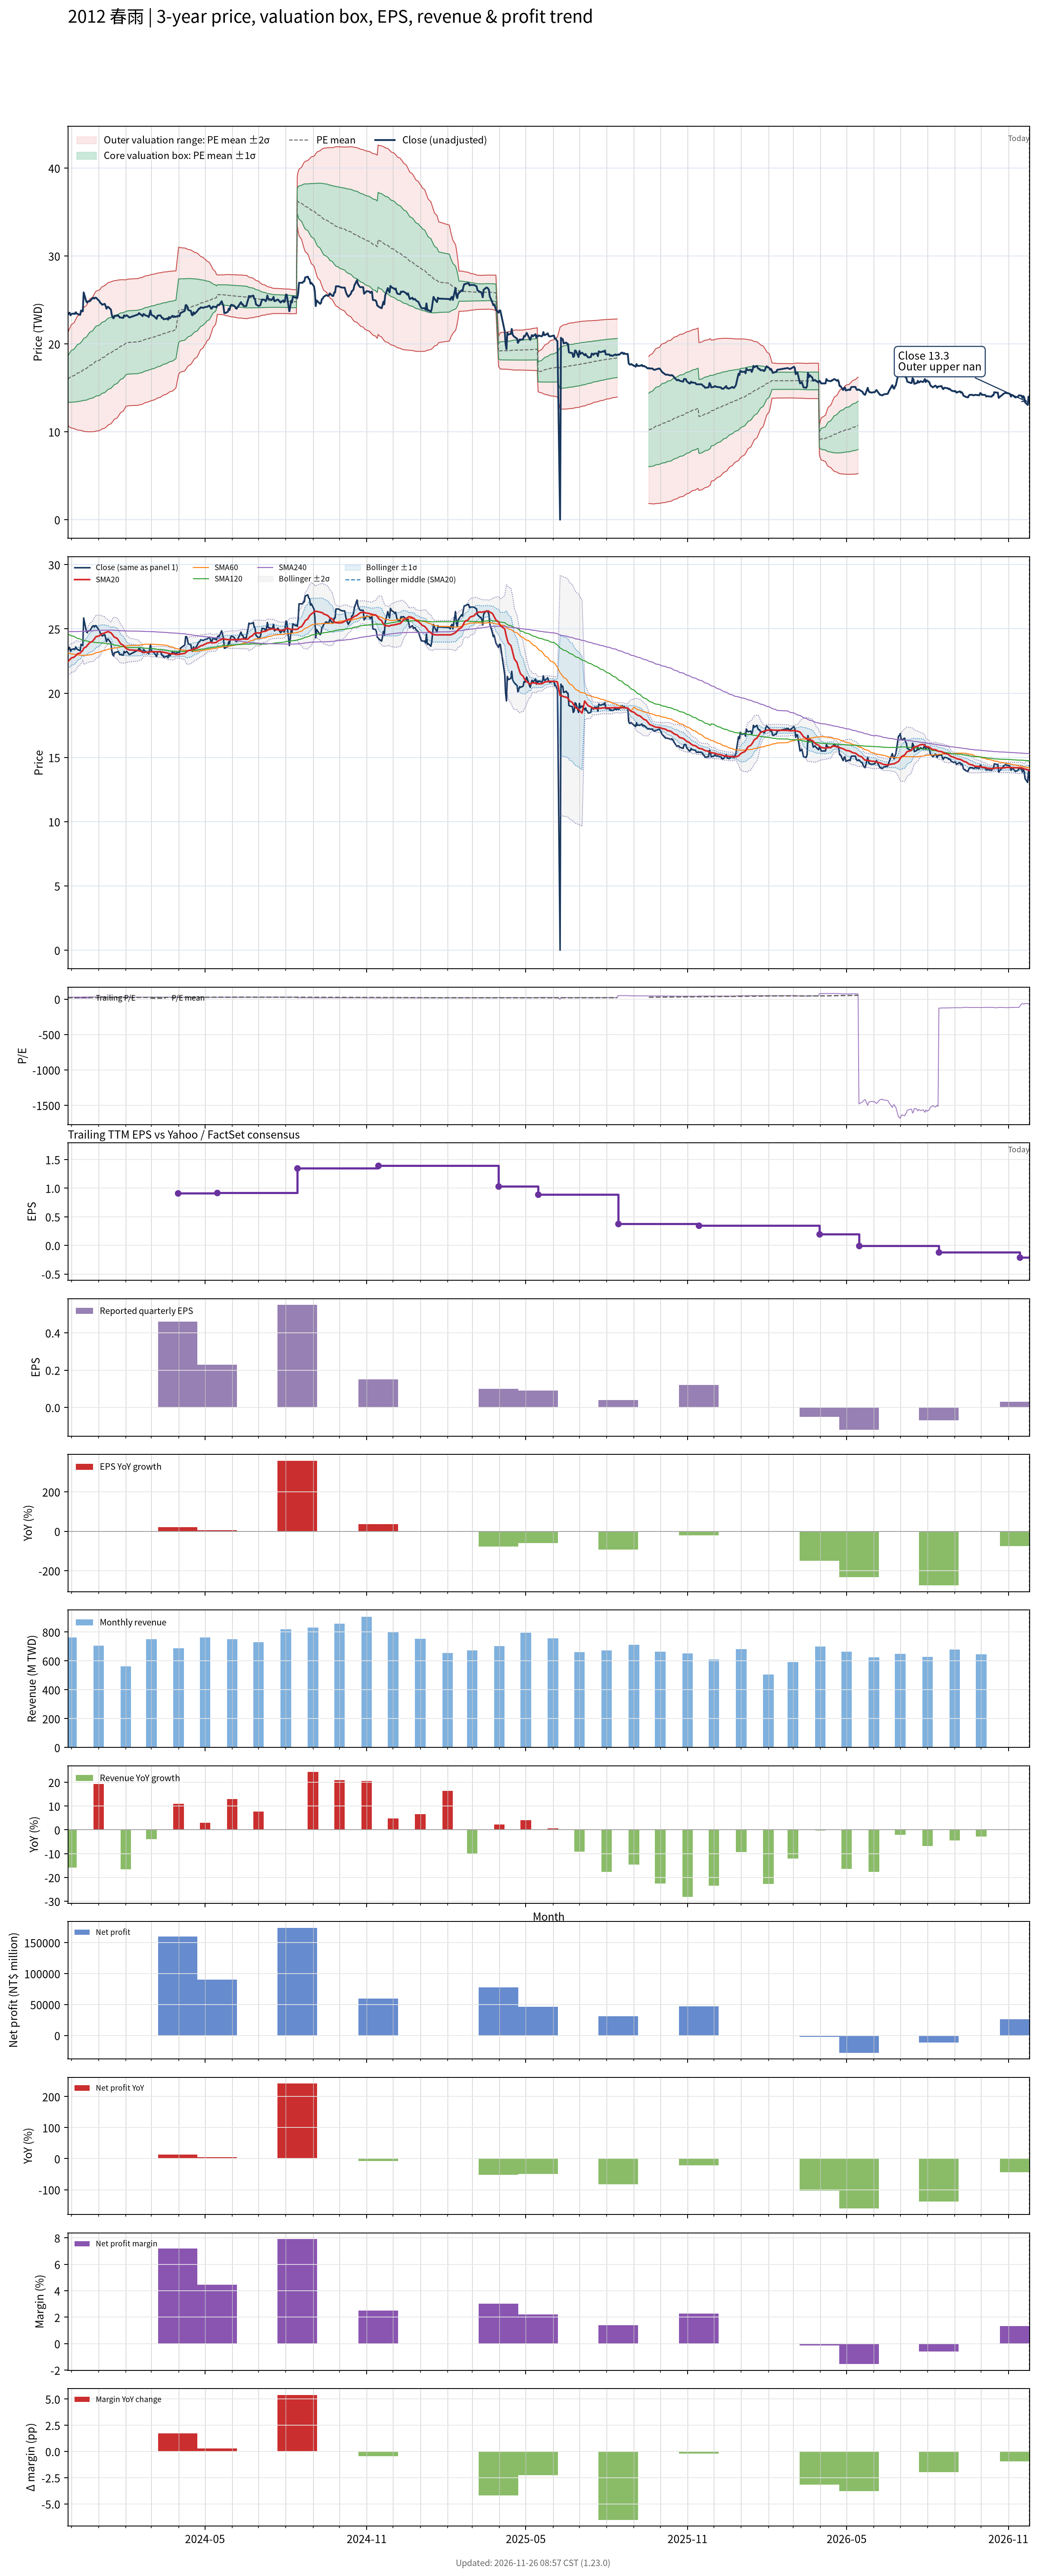 2012 春雨 | 3-year price, valuation box, EPS, revenue & profit trend
Outer valuation range: PE mean ±2σ
Core valuation box: PE mean ±1σ
PE mean
Close (unadjusted)
Today
Price (TWD)
40
30
20
10
0
Close 13.3
Outer upper nan
Close (same as panel 1)
SMA20
SMA60
SMA120
SMA240
Bollinger ±2σ
Bollinger ±1σ
Bollinger middle (SMA20)
Price
30
25
20
15
10
5
0
Trailing P/E
P/E mean
P/E
0
-500
-1000
-1500
Trailing TTM EPS vs Yahoo / FactSet consensus
Today
EPS
1.5
1.0
0.5
0.0
-0.5
Reported quarterly EPS
EPS
0.4
0.2
0.0
EPS YoY growth
YoY (%)
200
0
-200
Monthly revenue
Revenue (M TWD)
800
600
400
200
0
Revenue YoY growth
YoY (%)
20
10
0
-10
-20
-30
Month
Net profit
Net profit (NT$ million)
150000
100000
50000
0
Net profit YoY
YoY (%)
200
100
0
-100
Net profit margin
Margin (%)
8
6
4
2
0
-2
Margin YoY change
Δ margin (pp)
5.0
2.5
0.0
-2.5
-5.0
2024-05
2024-11
2025-05
2025-11
2026-05
2026-11
Updated: 2026-11-26 08:57 CST (1.23.0)